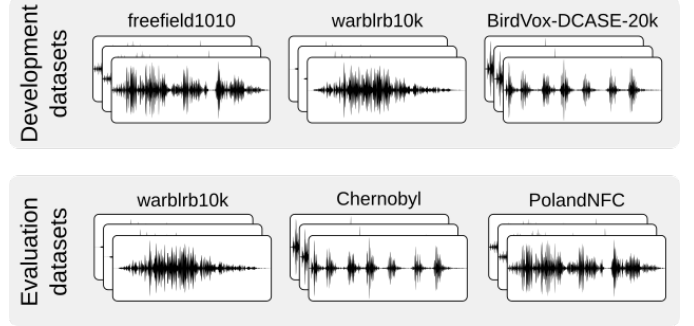 Development
datasets
freefield1010
warblrb10k
BirdVox-DCASE-20k
Evaluation
datasets
warblrb10k
Chernobyl
PolandNFC